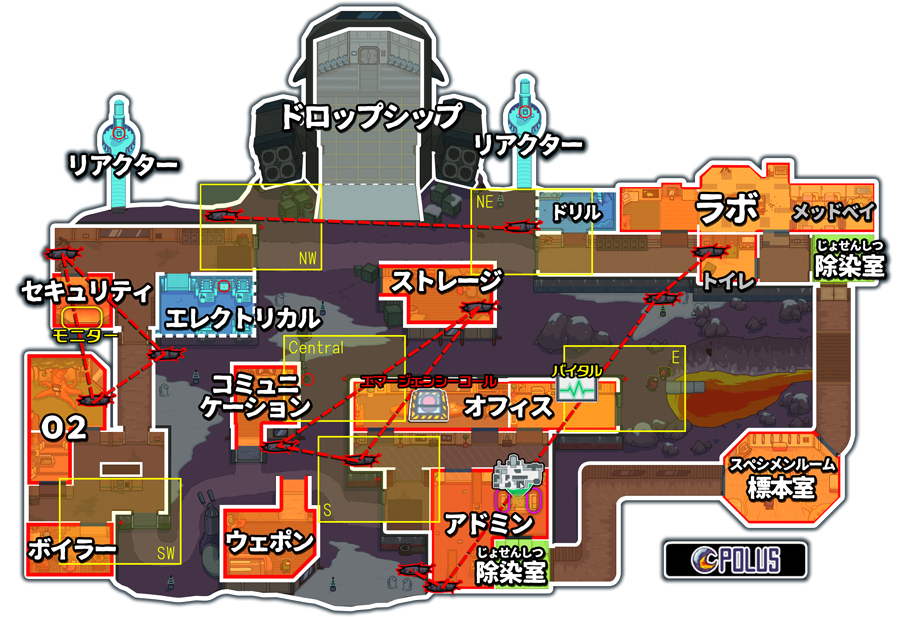 ドロップシップ
リアクター
リアクター
NE
ドリル
ラボ
メッドベイ
NW
じょせんしつ
除染室
トイレ
ストレージ
セキュリティ
モニター
エレクトリカル
Central
E
バイタル
コミュニ
ケーション
エマージェンシーコール
オフィス
O2
スペシメンルーム
標本室
S
アドミン
SW
ボイラー
ウェポン
じょせんしつ
除染室
POLUS